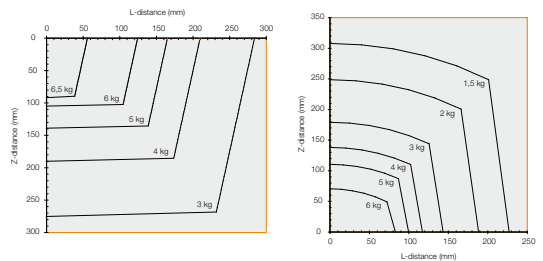 L-distance (mm)
0 50 100 150 200 250 300
0
50
100
150
200
250
300
Z-distance (mm)
6,5 kg
6 kg
5 kg
4 kg
3 kg
350
300
250
200
150
100
50
0
Z-distance (mm)
1,5 kg
2 kg
3 kg
4 kg
5 kg
6 kg
0 50 100 150 200 250
L-distance (mm)